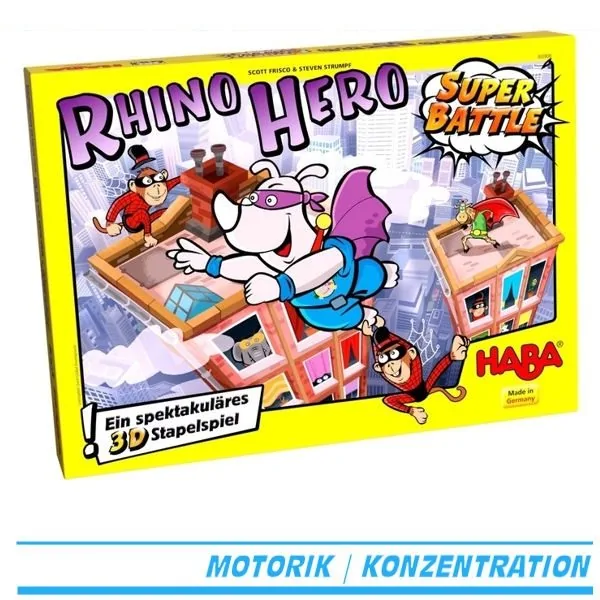 SCOTT FRISCO & STEVEN STRUMPF
RHINO HERO
SUPER
BATTLE
HABA®
Made in
Germany
! Ein spektakuläres
3D Stapelspiel
MOTORIK | KONZENTRATION